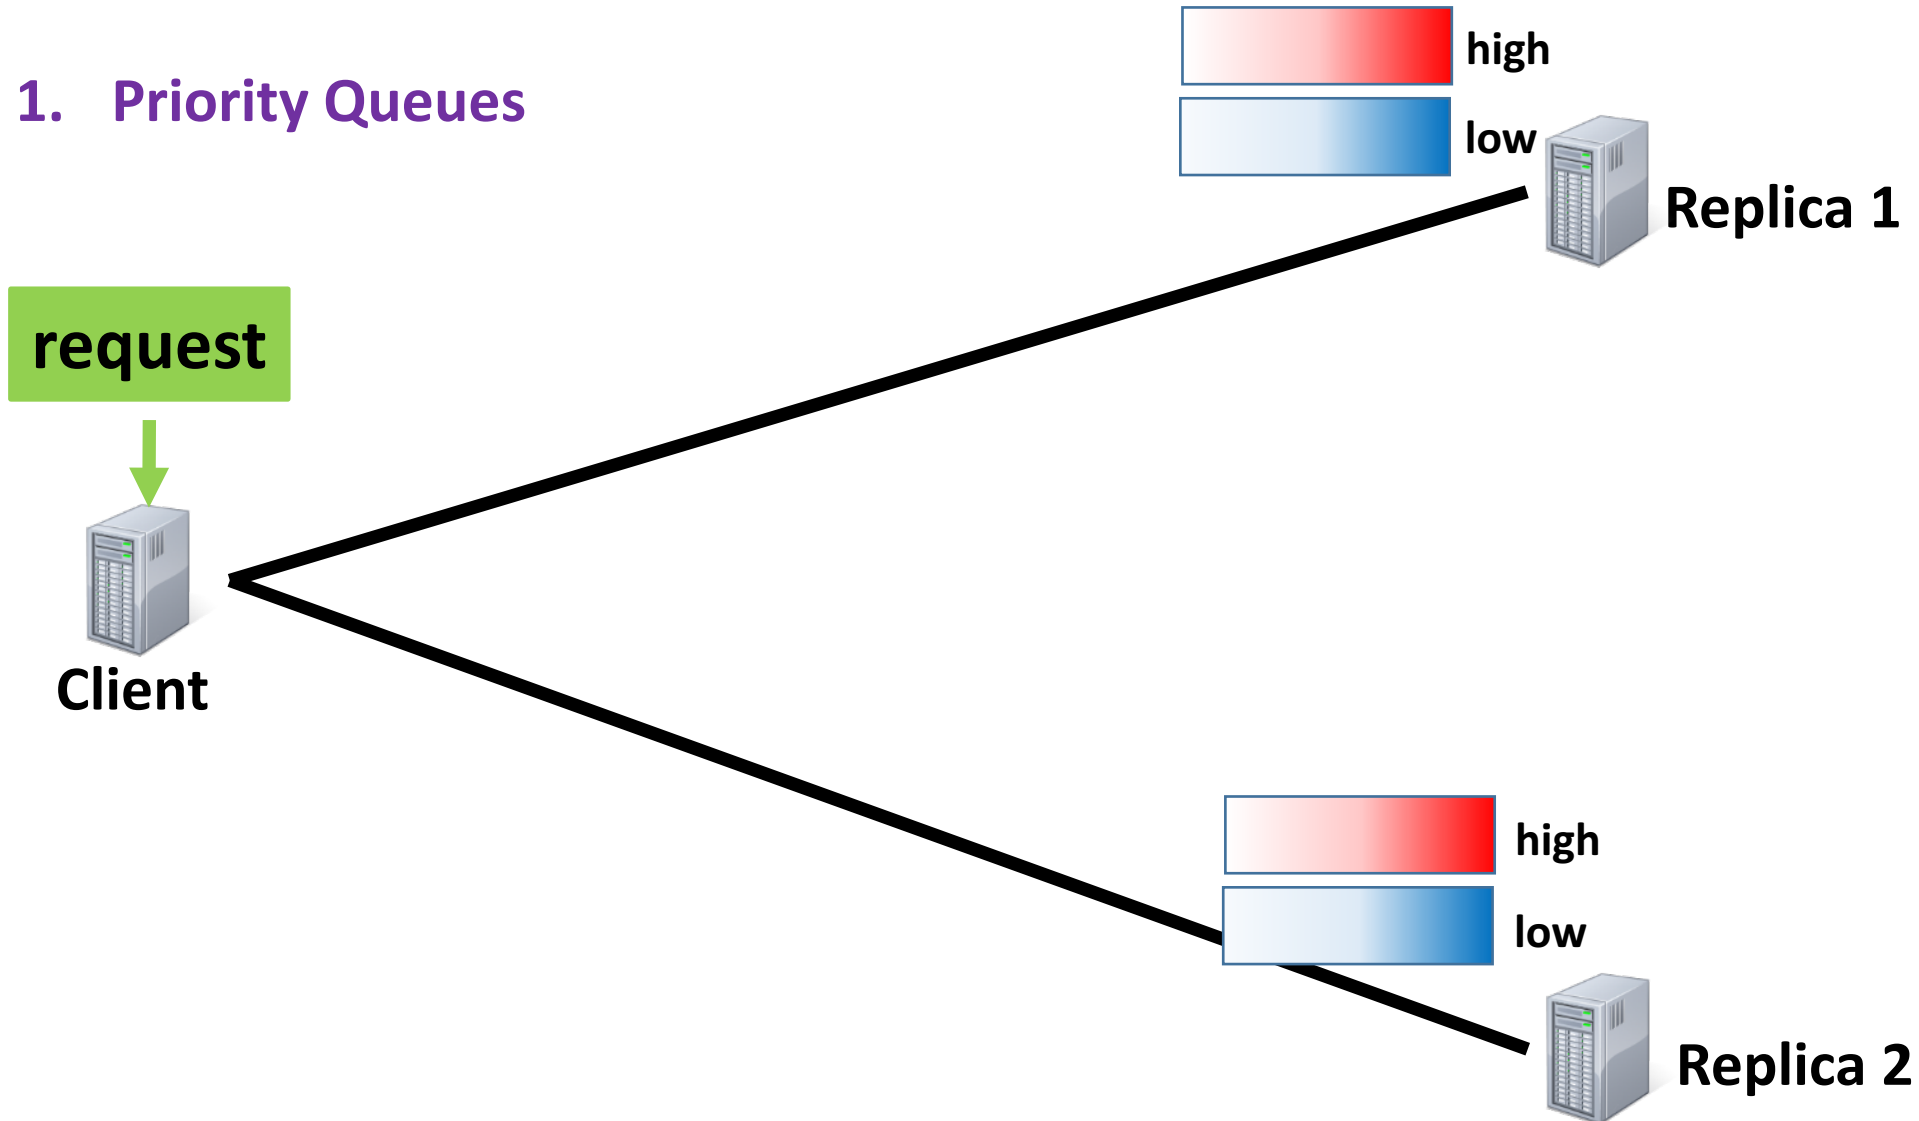 1. Priority Queues
high
low
Replica 1
request
Client
high
low
Replica 2